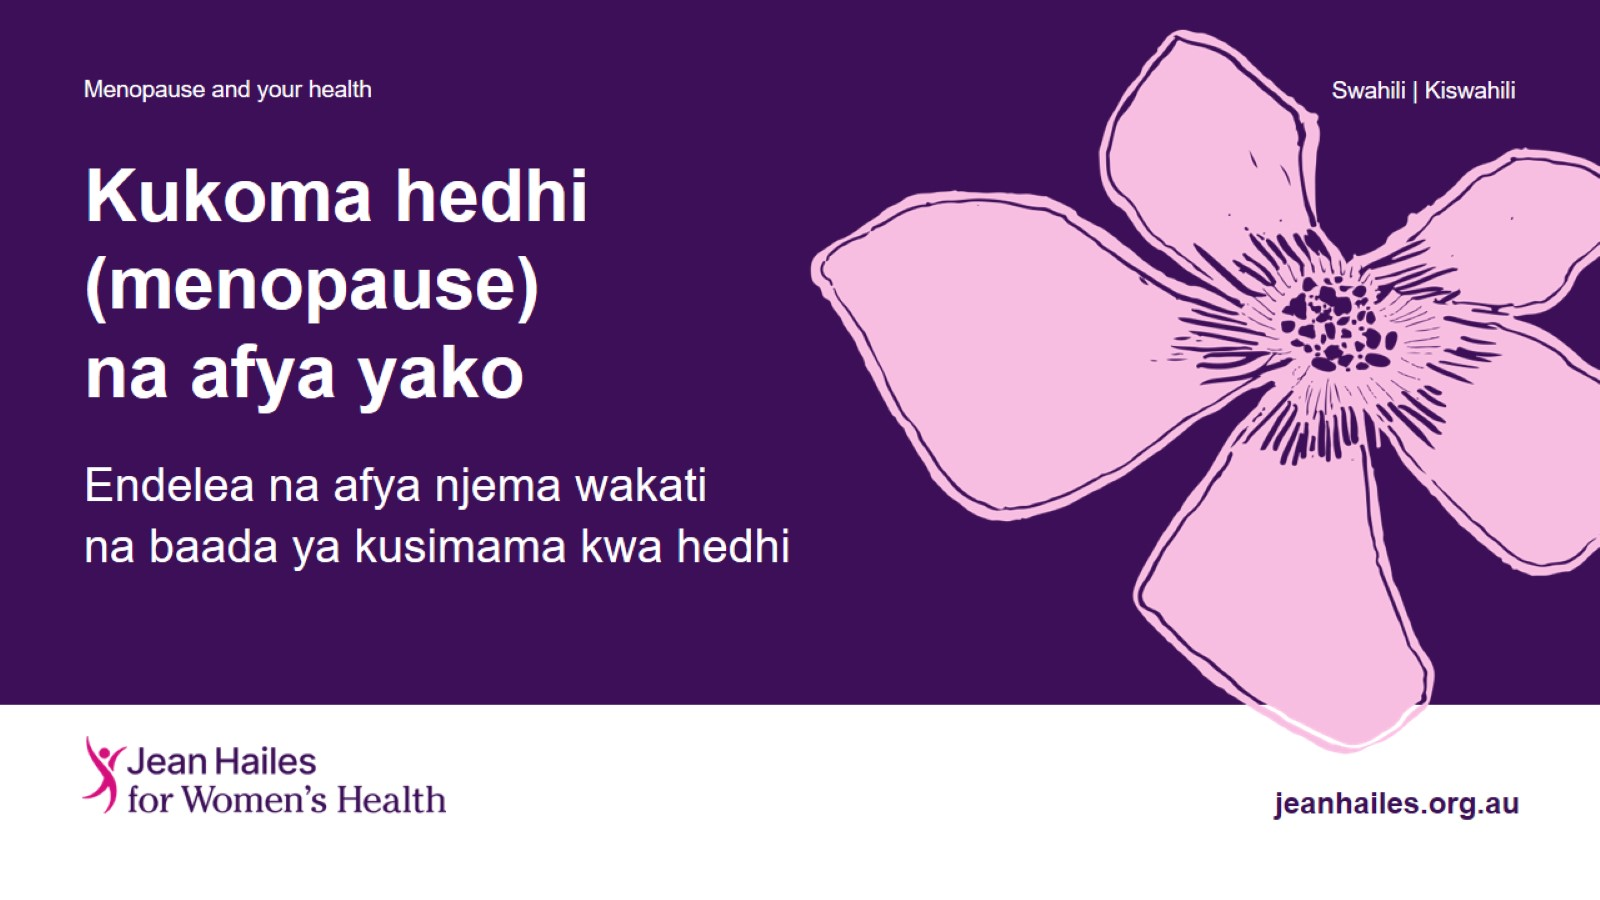 Menopause and your health
Swahili | Kiswahili
Kukoma hedhi
(menopause)
na afya yako
Endelea na afya njema wakati
na baada ya kusimama kwa hedhi
Jean Hailes
for Women's Health
jeanhailes.org.au